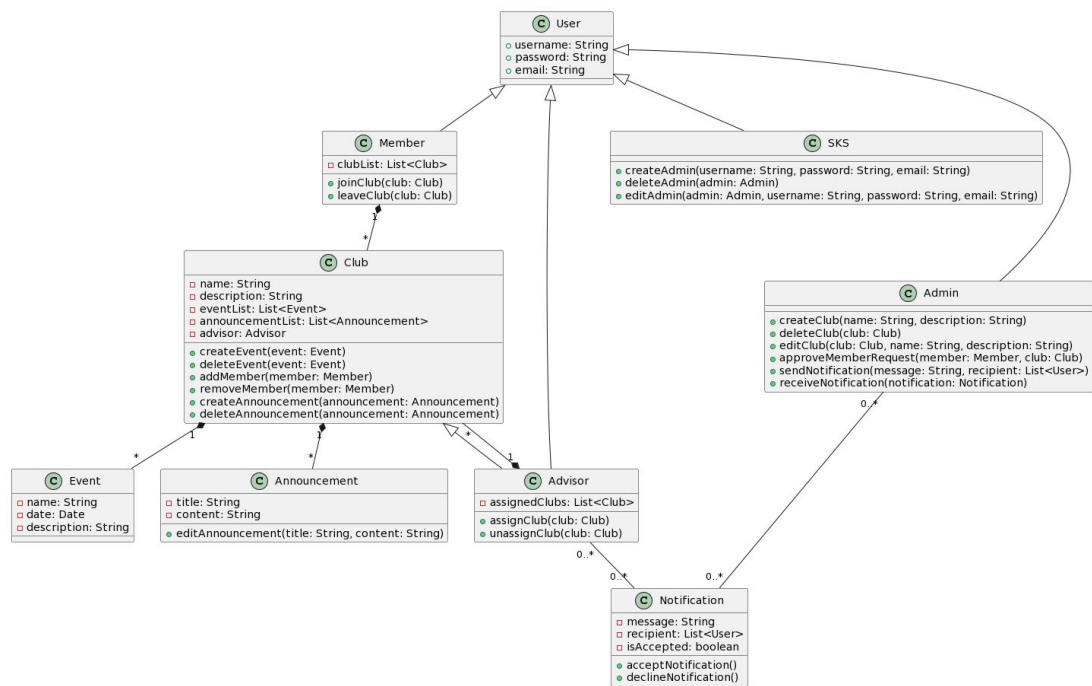 C User
username: String
password: String
email: String
C Member
clubList: List<Club>
joinClub(club: Club)
leaveClub(club: Club)
C SKS
createAdmin(username: String, password: String, email: String)
deleteAdmin(admin: Admin)
editAdmin(admin: Admin, username: String, password: String, email: String)
1
*
C Club
name: String
description: String
eventList: List<Event>
announcementList: List<Announcement>
advisor: Advisor
createEvent(event: Event)
deleteEvent(event: Event)
addMember(member: Member)
removeMember(member: Member)
createAnnouncement(announcement: Announcement)
deleteAnnouncement(announcement: Announcement)
C Admin
createClub(name: String, description: String)
deleteClub(club: Club)
editClub(club: Club, name: String, description: String)
approveMemberRequest(member: Member, club: Club)
sendNotification(message: String, recipient: List<User>)
receiveNotification(notification: Notification)
1
1
*
0..*
*
*
1
C Event
name: String
date: Date
description: String
C Announcement
title: String
content: String
editAnnouncement(title: String, content: String)
C Advisor
assignedClubs: List<Club>
assignClub(club: Club)
unassignClub(club: Club)
0..*
0..*
0..*
C Notification
message: String
recipient: List<User>
isAccepted: boolean
acceptNotification()
declineNotification()